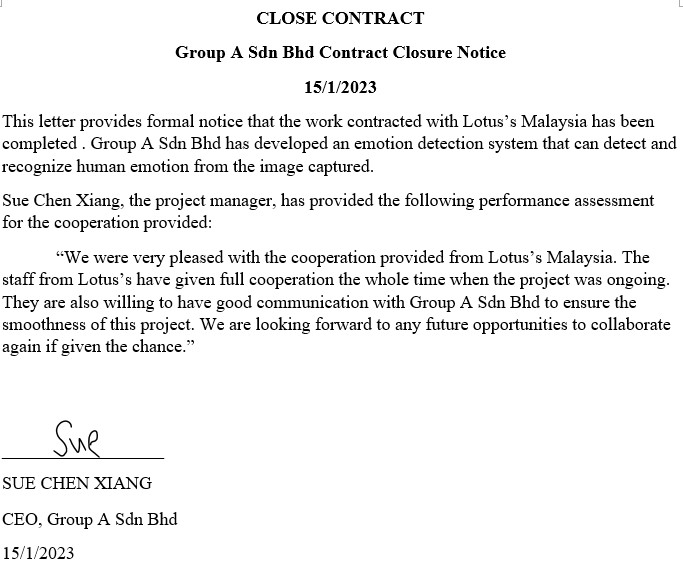 CLOSE CONTRACT
Group A Sdn Bhd Contract Closure Notice
15/1/2023
This letter provides formal notice that the work contracted with Lotus’s Malaysia has been
completed . Group A Sdn Bhd has developed an emotion detection system that can detect and
recognize human emotion from the image captured.
Sue Chen Xiang, the project manager, has provided the following performance assessment
for the cooperation provided:
“We were very pleased with the cooperation provided from Lotus’s Malaysia. The
staff from Lotus’s have given full cooperation the whole time when the project was ongoing.
They are also willing to have good communication with Group A Sdn Bhd to ensure the
smoothness of this project. We are looking forward to any future opportunities to collaborate
again if given the chance.”
Sue
SUE CHEN XIANG
CEO, Group A Sdn Bhd
15/1/2023